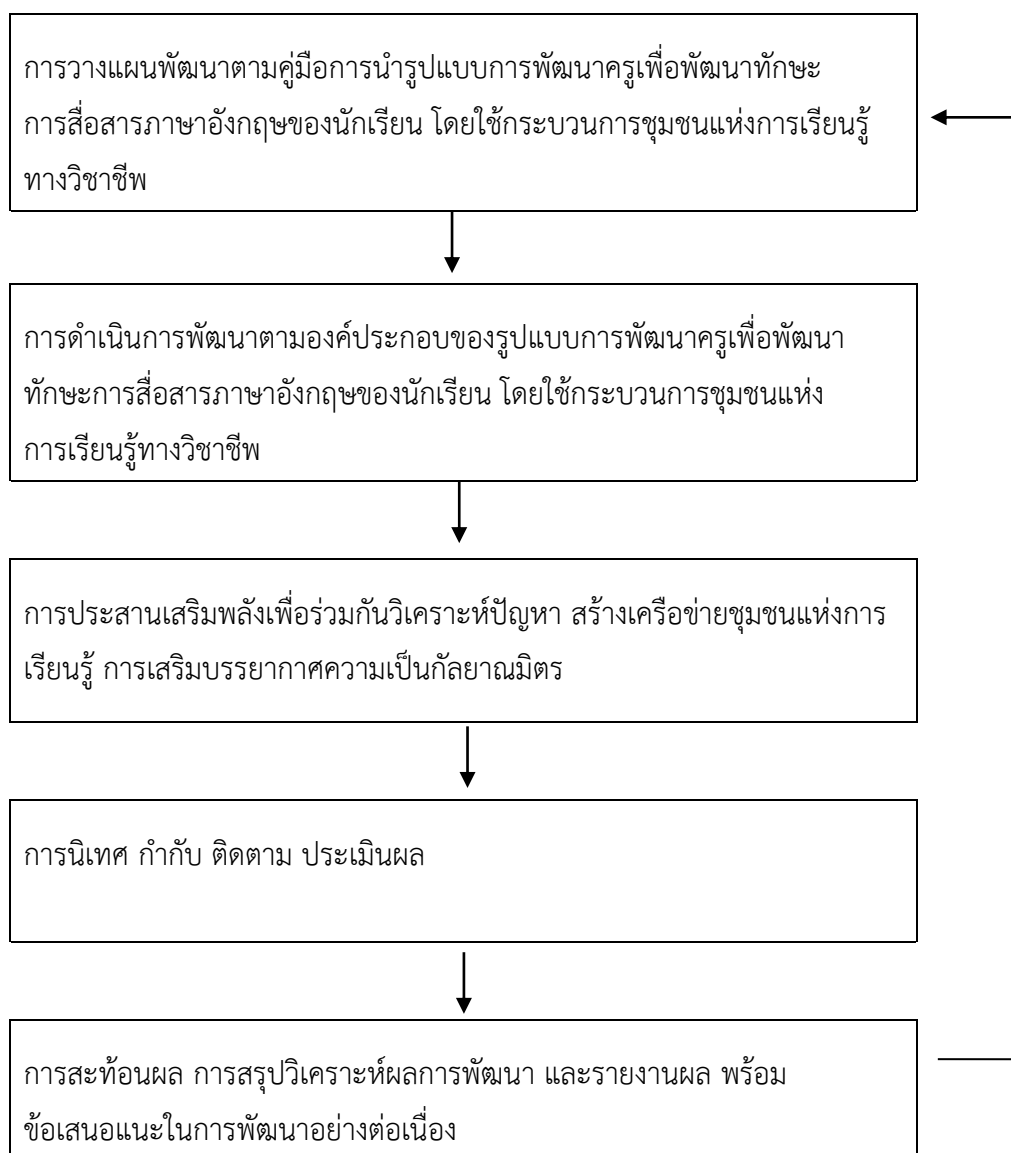 การวางแผนพัฒนาตามคู่มือการนำรูปแบบการพัฒนาครูเพื่อพัฒนาทักษะ
การสื่อสารภาษาอังกฤษของนักเรียน โดยใช้กระบวนการชุมชนแห่งการเรียนรู้
ทางวิชาชีพ
การดำเนินการพัฒนาตามองค์ประกอบของรูปแบบการพัฒนาครูเพื่อพัฒนา
ทักษะการสื่อสารภาษาอังกฤษของนักเรียน โดยใช้กระบวนการชุมชนแห่ง
การเรียนรู้ทางวิชาชีพ
การประสานเสริมพลังเพื่อร่วมกันวิเคราะห์ปัญหา สร้างเครือข่ายชุมชนแห่งการ
เรียนรู้ การเสริมบรรยากาศความเป็นกัลยาณมิตร
การนิเทศ กำกับ ติดตาม ประเมินผล
การสะท้อนผล การสรุปวิเคราะห์ผลการพัฒนา และรายงานผล พร้อม
ข้อเสนอแนะในการพัฒนาอย่างต่อเนื่อง